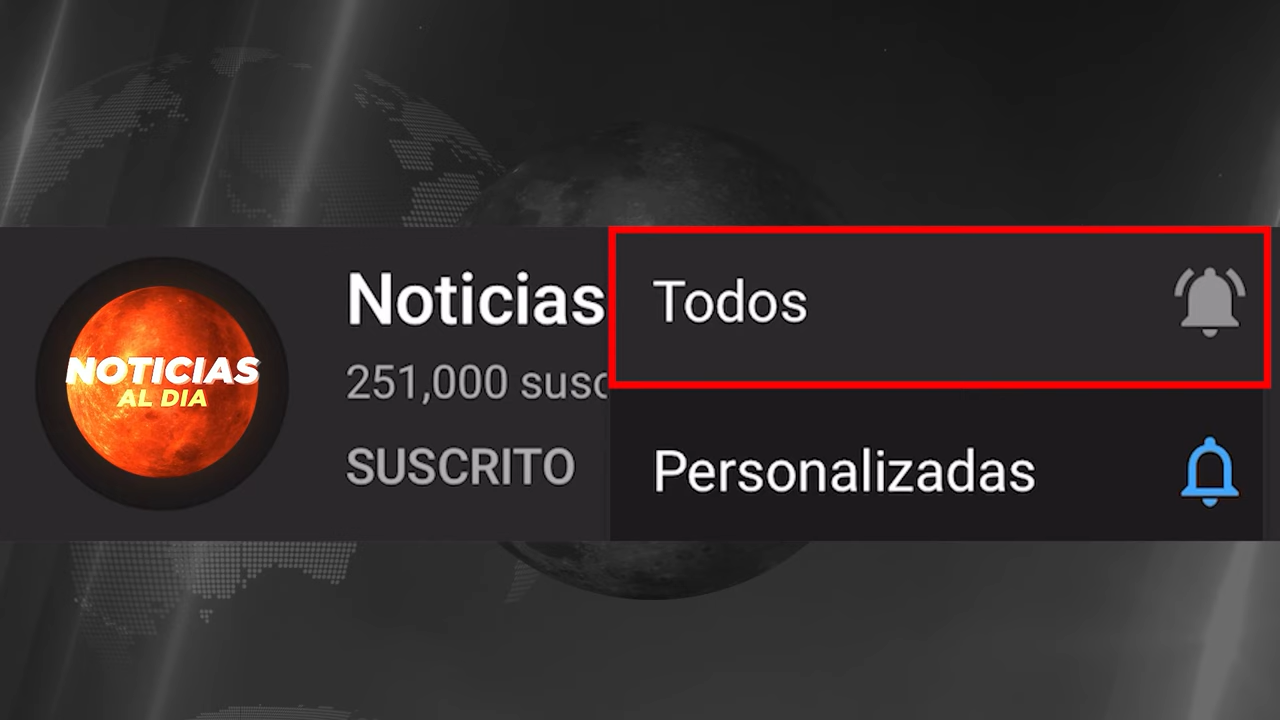 NOTICIAS
AL DIA
Noticias
251,000 susc
SUSCRITO
Todos
Personalizadas